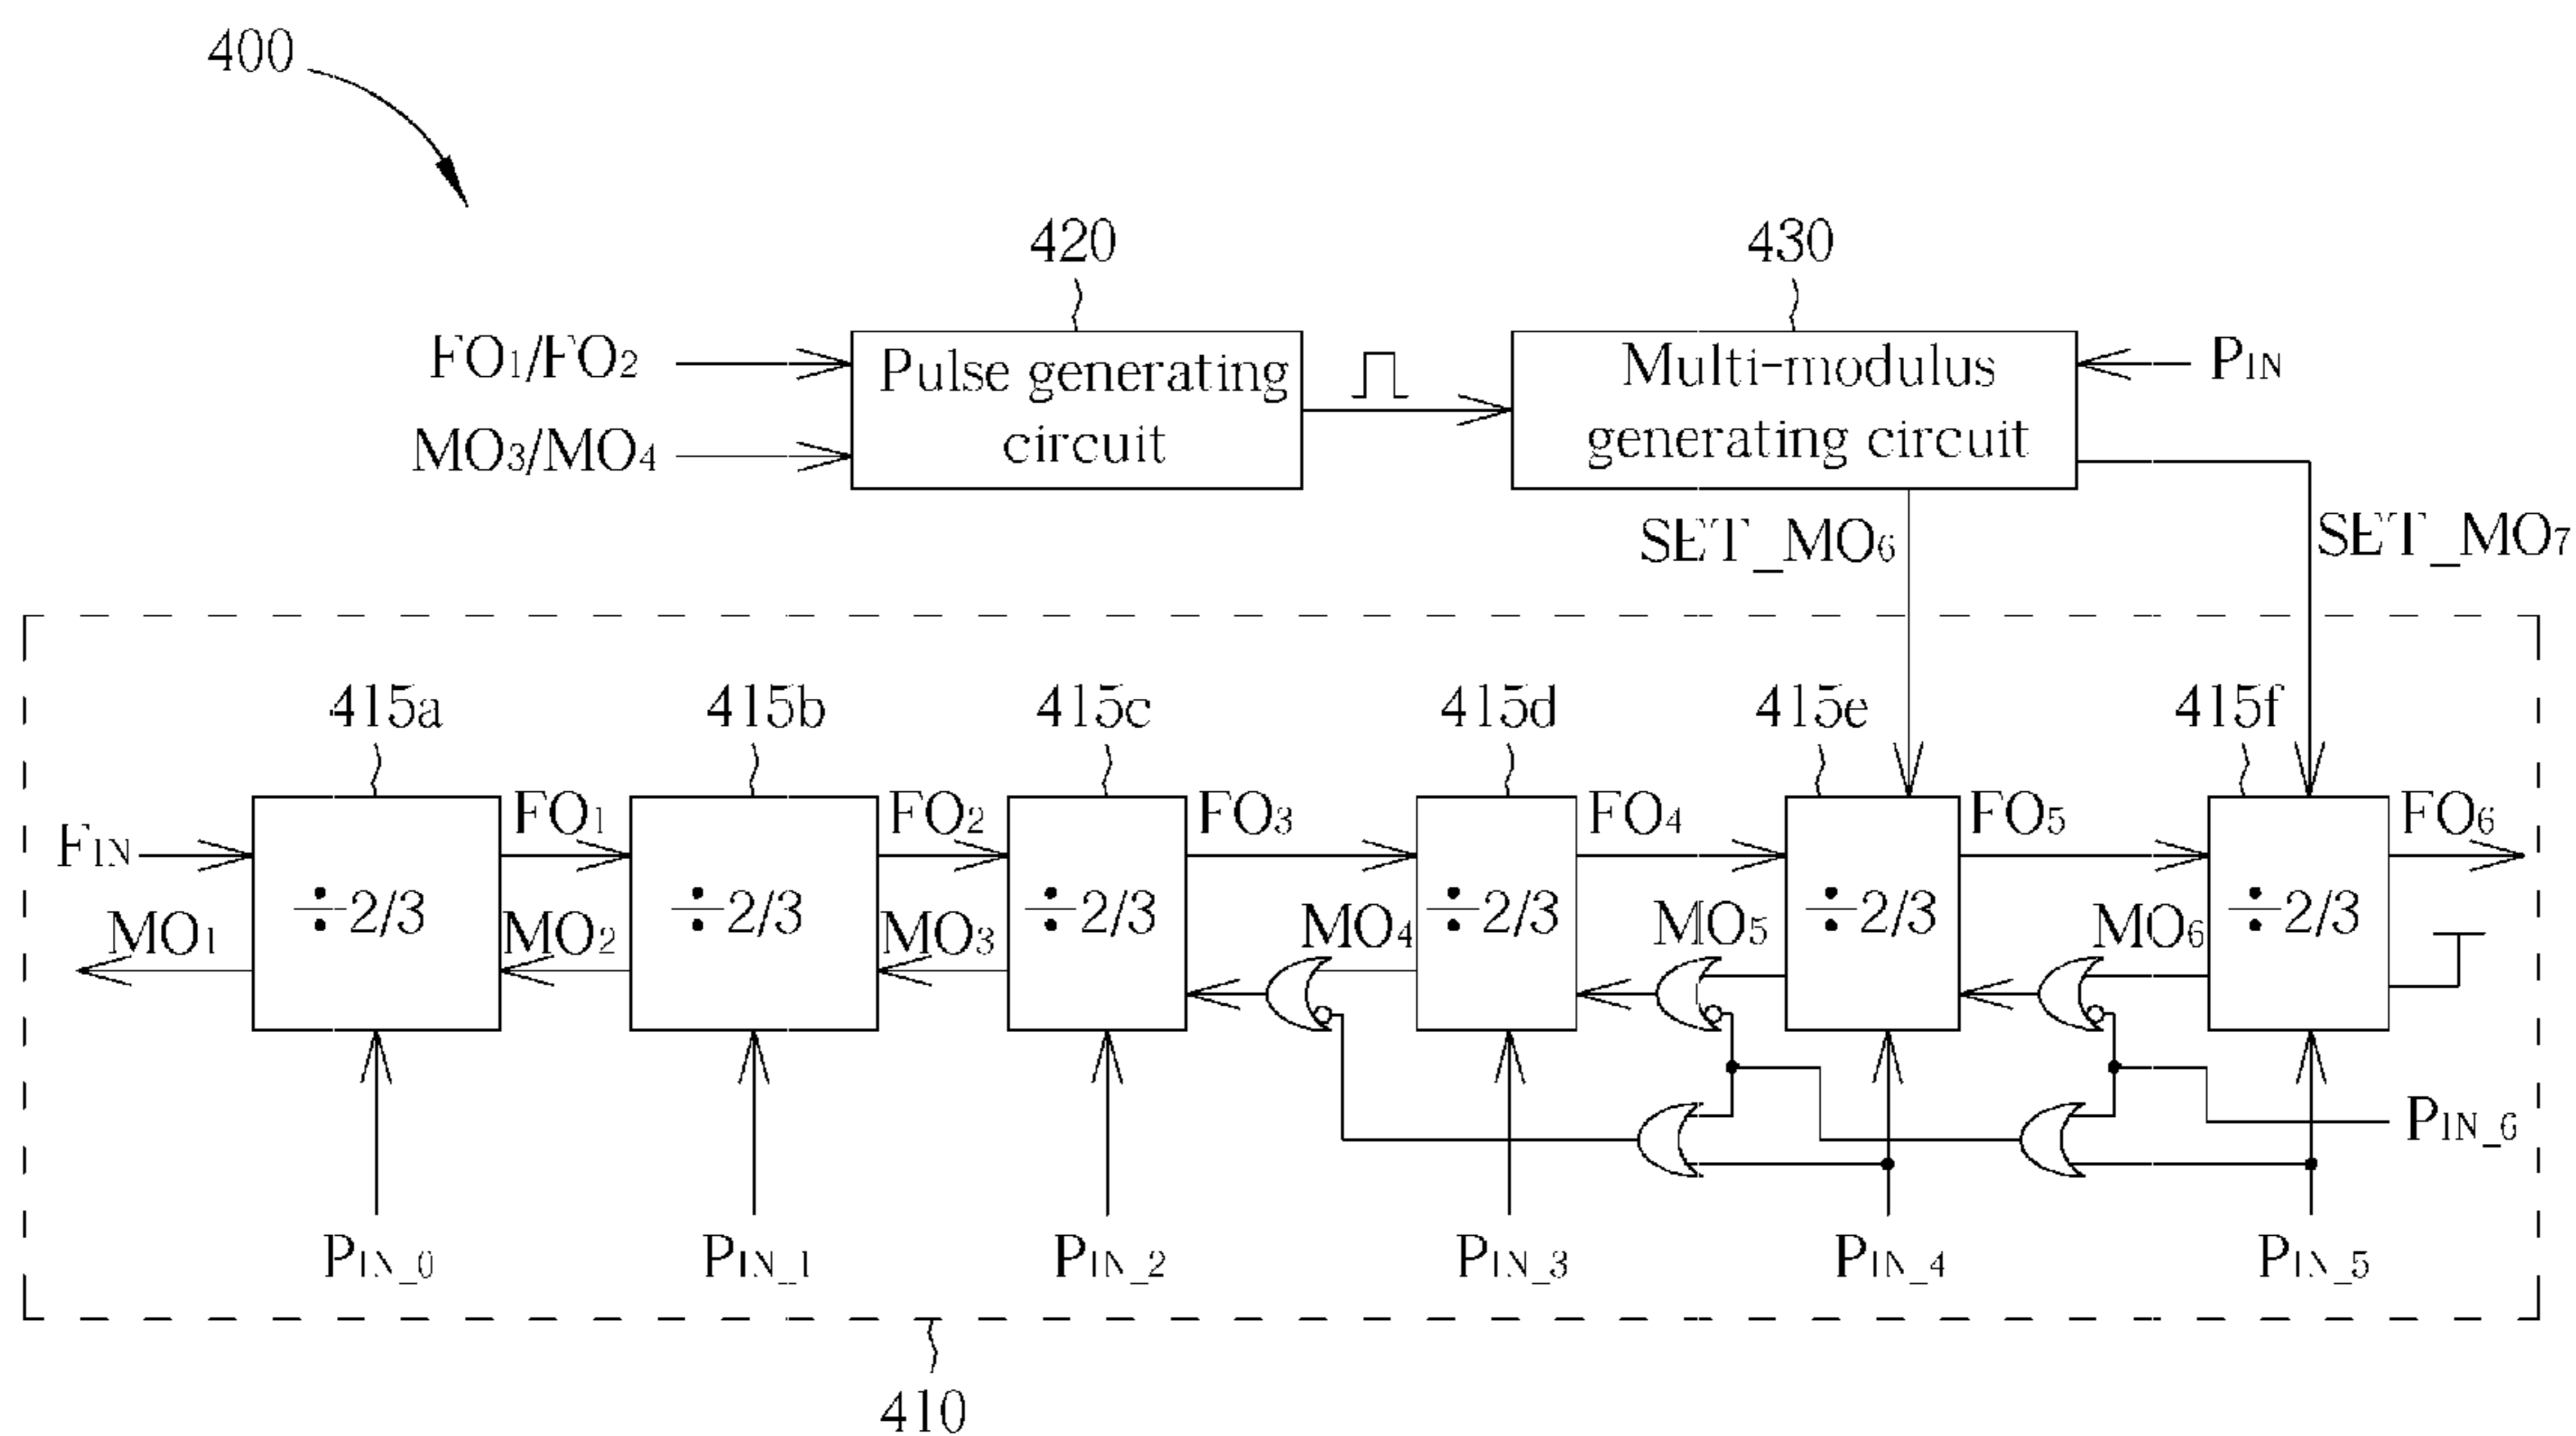 400
420
430
FO1/FO2
MO3/MO4
Pulse generating
circuit
Multi-modulus
generating circuit
PIN
SET_MO6
SET_MO7
415a
415b
415c
415d
415e
415f
FIN
FO1
FO2
FO3
FO4
FO5
FO6
÷2/3
÷2/3
÷2/3
÷2/3
÷2/3
÷2/3
MO1
MO2
MO3
MO4
MO5
MO6
PIN_6
PIN_0
PIN_1
PIN_2
PIN_3
PIN_4
PIN_5
410